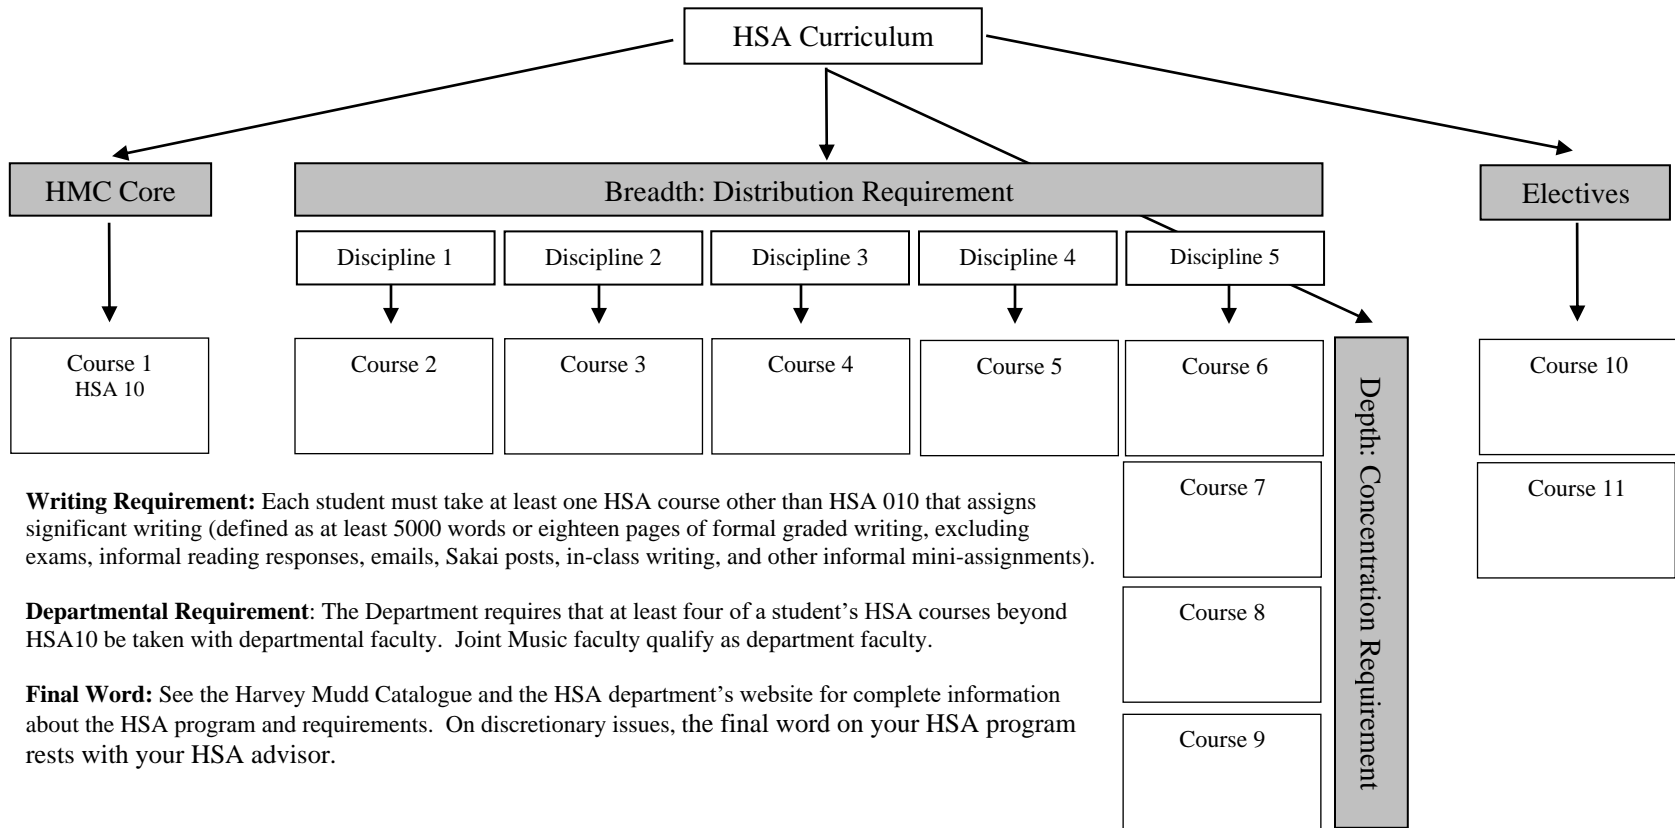 HSA Curriculum
HMC Core
Breadth: Distribution Requirement
Electives
Discipline 1
Discipline 2
Discipline 3
Discipline 4
Discipline 5
Course 1
HSA 10
Course 2
Course 3
Course 4
Course 5
Course 6
Course 10
Depth: Concentration Requirement
Course 7
Course 11
Writing Requirement: Each student must take at least one HSA course other than HSA 010 that assigns
significant writing (defined as at least 5000 words or eighteen pages of formal graded writing, excluding
exams, informal reading responses, emails, Sakai posts, in-class writing, and other informal mini-assignments).
Departmental Requirement: The Department requires that at least four of a student’s HSA courses beyond
HSA10 be taken with departmental faculty.  Joint Music faculty qualify as department faculty.
Course 8
Final Word: See the Harvey Mudd Catalogue and the HSA department’s website for complete information
about the HSA program and requirements.  On discretionary issues, the final word on your HSA program
rests with your HSA advisor.
Course 9